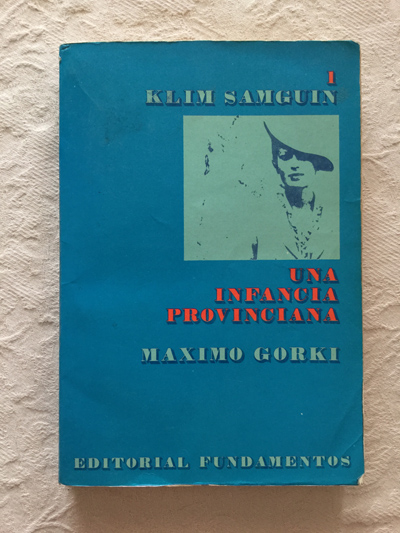 1
KLIM SAMGUIN
UNA
INFANCIA
PROVINCIANA
MAXIMO GORKI
EDITORIAL FUNDAMENTOS